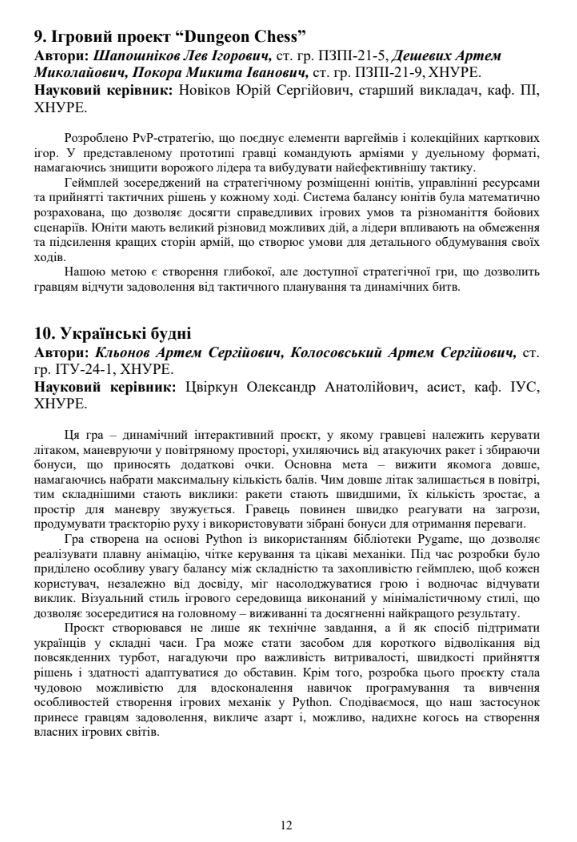 9. Ігровий проект “Dungeon Chess”
Автори: Шапошніков Лев Ігорович, ст. гр. ПЗПІ-21-5, Дешевих Артем
Миколайович, Покора Микита Іванович, ст. гр. ПЗПІ-21-9, ХНУРЕ.
Науковий керівник: Новіков Юрій Сергійович, старший викладач, каф. ПІ,
ХНУРЕ.
Розроблено PvP-стратегію, що поєднує елементи варгеймів і колекційних карткових
ігор. У представленому прототипі гравці командують арміями у дуельному форматі,
намагаючись знищити ворожого лідера та вибудувати найефективнішу тактику.
Геймплей зосереджений на стратегічному розміщенні юнітів, управлінні ресурсами
та прийнятті тактичних рішень у кожному ході. Система балансу юнітів була математично
розрахована, що дозволяє досягти справедливих ігрових умов та різноманіття бойових
сценаріїв. Юніти мають великий різновид можливих дій, а лідери впливають на обмеження
та підсилення кращих сторін армій, що створює умови для детального обдумування своїх
ходів.
Нашою метою є створення глибокої, але доступної стратегічної гри, що дозволить
гравцям відчути задоволення від тактичного планування та динамічних битв.
10. Українські будні
Автори: Кльонов Артем Сергійович, Колосовський Артем Сергійович, ст.
гр. ІТУ-24-1, ХНУРЕ.
Науковий керівник: Цвіркун Олександр Анатолійович, асист, каф. ІУС,
ХНУРЕ.
Ця гра – динамічний інтерактивний проєкт, у якому гравцеві належить керувати
літаком, маневруючи у повітряному просторі, ухиляючись від атакуючих ракет і збираючи
бонуси, що приносять додаткові очки. Основна мета – вижити якомога довше,
намагаючись набрати максимальну кількість балів. Чим довше літак залишається в повітрі,
тим складнішими стають виклики: ракети стають швидшими, їх кількість зростає, а
простір для маневру звужується. Гравець повинен швидко реагувати на загрози,
продумувати траєкторію руху і використовувати зібрані бонуси для отримання переваги.
Гра створена на основі Python із використанням бібліотеки Pygame, що дозволяє
реалізувати плавну анімацію, чітке керування та цікаві механіки. Під час розробки було
приділено особливу увагу балансу між складністю та захопливістю геймплею, щоб кожен
користувач, незалежно від досвіду, міг насолоджуватися грою і водночас відчувати
виклик. Візуальний стиль ігрового середовища виконаний у мінімалістичному стилі, що
дозволяє зосередитися на головному – виживанні та досягненні найкращого результату.
Проєкт створювався не лише як технічне завдання, а й як спосіб підтримати
українців у складні часи. Гра може стати засобом для короткого відволікання від
повсякденних турбот, нагадуючи про важливість витривалості, швидкості прийняття
рішень і здатності адаптуватися до обставин. Крім того, розробка цього проєкту стала
чудовою можливістю для вдосконалення навичок програмування та вивчення
особливостей створення ігрових механік у Python. Сподіваємося, що наш застосунок
принесе гравцям задоволення, викличе азарт і, можливо, надихне когось на створення
власних ігрових світів.
12